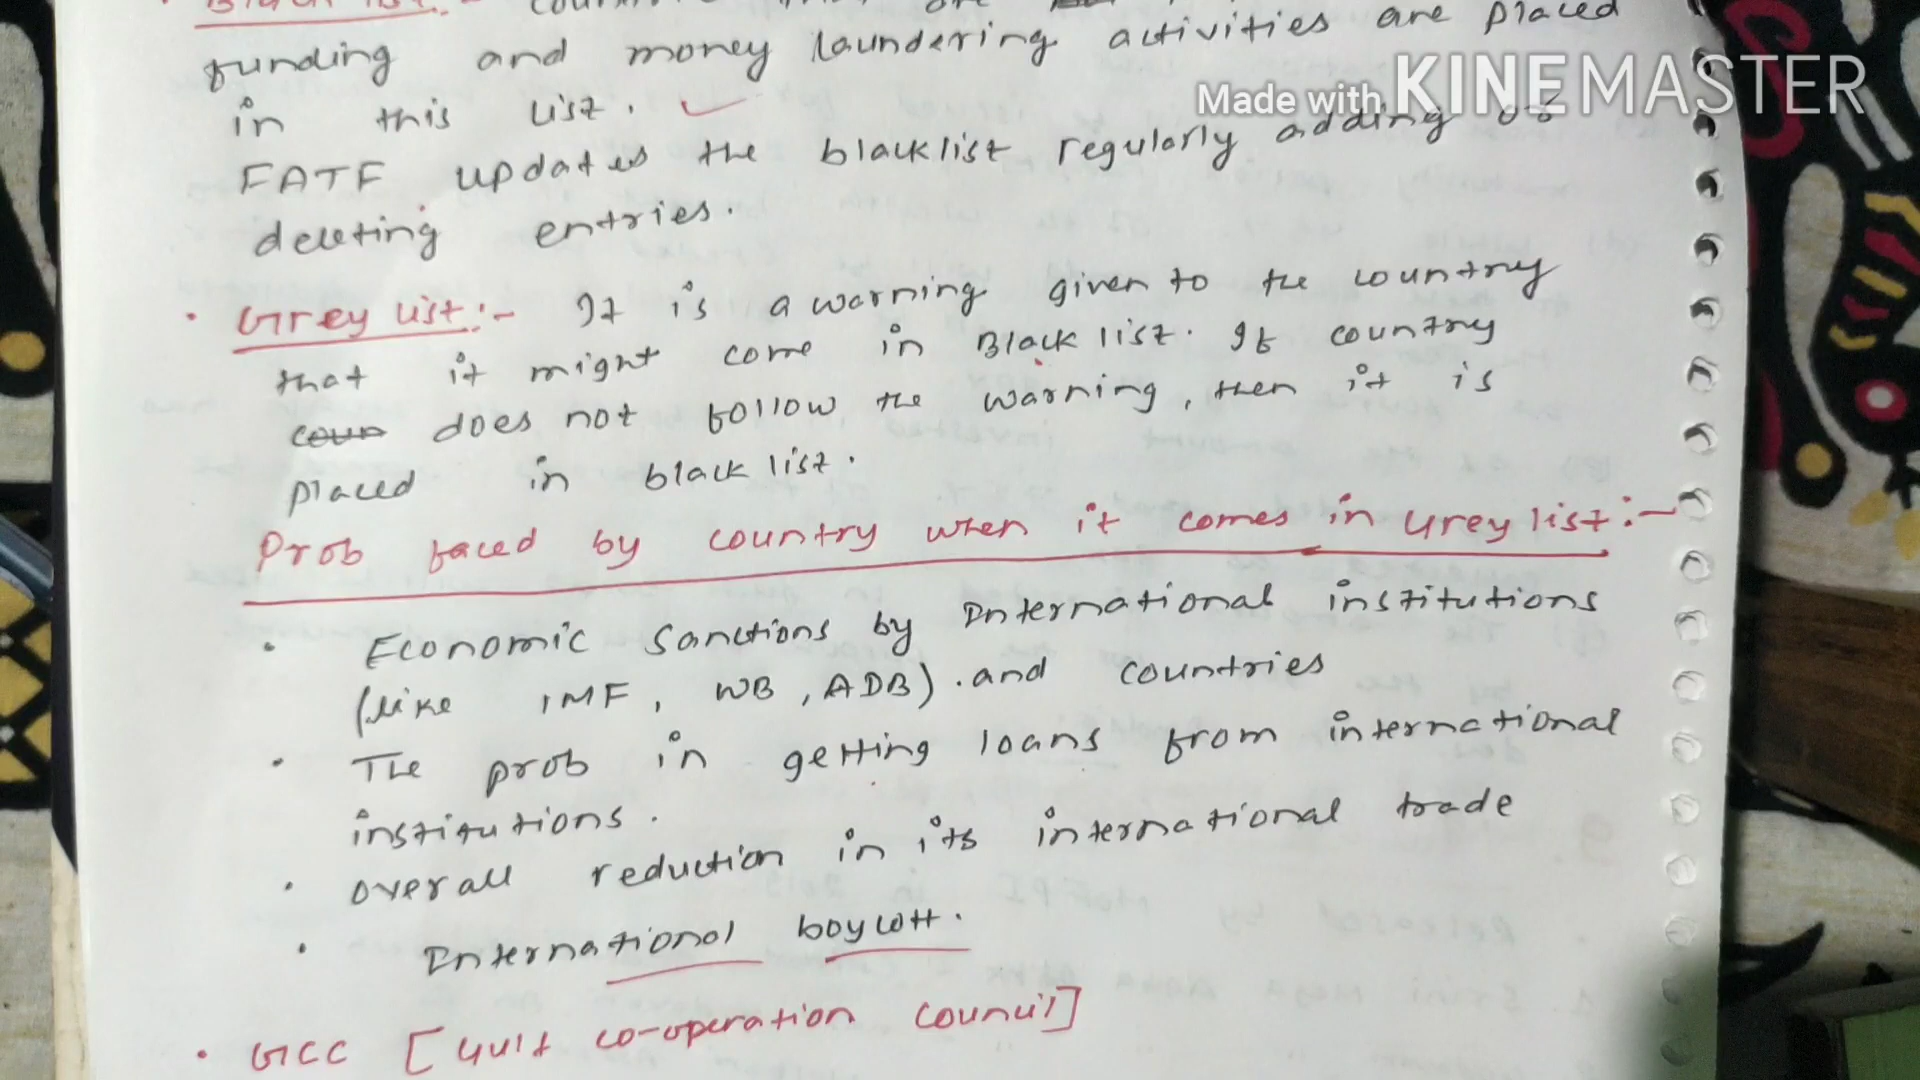 Black list :-
funding and money laundering activities are placed
in this list.
Made with KINEMASTER
FATF updates the blacklist regularly adding or
deleting entries.
• Grey list :- It is a warning given to the country
that it might come in Black list. If country
coun does not follow the warning, then it is
placed in black list.
Prob faced by country when it comes in Grey list :-
• Economic Sanctions by International institutions
(like IMF, WB, ADB) and countries
• The prob in getting loans from international
institutions.
• overall reduction in its international trade
• International boycott.
• GCC [Gulf co-operation council]